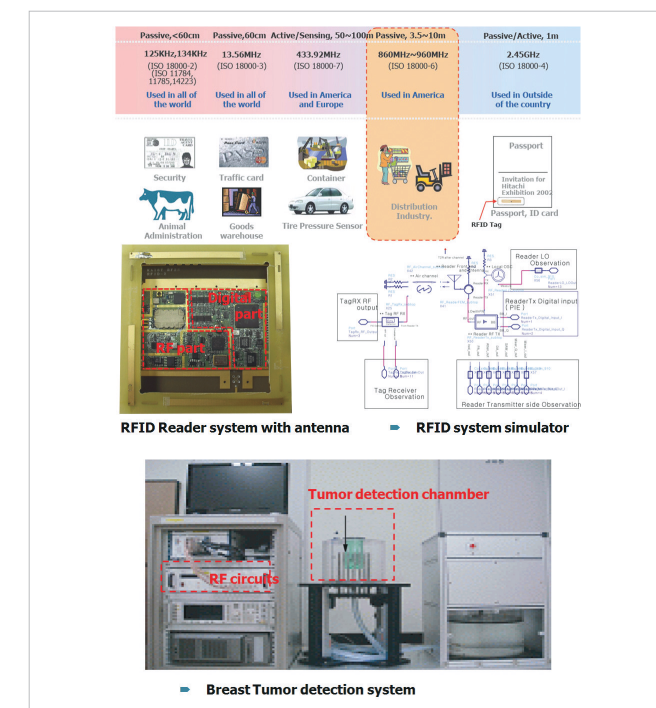 Passive,<60cm
Passive,60cm
Active/Sensing, 50~100m
Passive, 3.5~10m
Passive/Active, 1m
125KHz,134KHz
(ISO 18000-2)
(ISO 11784,
11785,14223)
Used in all of
the world
13.56MHz
(ISO 18000-3)
Used in all of
the world
433.92MHz
(ISO 18000-7)
Used in America
and Europe
860MHz~960MHz
(ISO 18000-6)
Used in America
2.45GHz
(ISO 18000-4)
Used in Outside
of the country
Security
Traffic card
Container
Animal
Administration
Goods
warehouse
Tire Pressure Sensor
Distribution
Industry.
Passport
Invitation for
Hitachi
Exhibition 2002
RFID Tag
Passport, ID card
Digital
part
RF part
Reader LO
Observation
TagRX RF
output
ReaderTx Digital input
( PIE )
Tag Receiver
Observation
Reader Transmitter side Observation
RFID Reader system with antenna
RFID system simulator
Tumor detection chanmber
RF circuits
Breast Tumor detection system